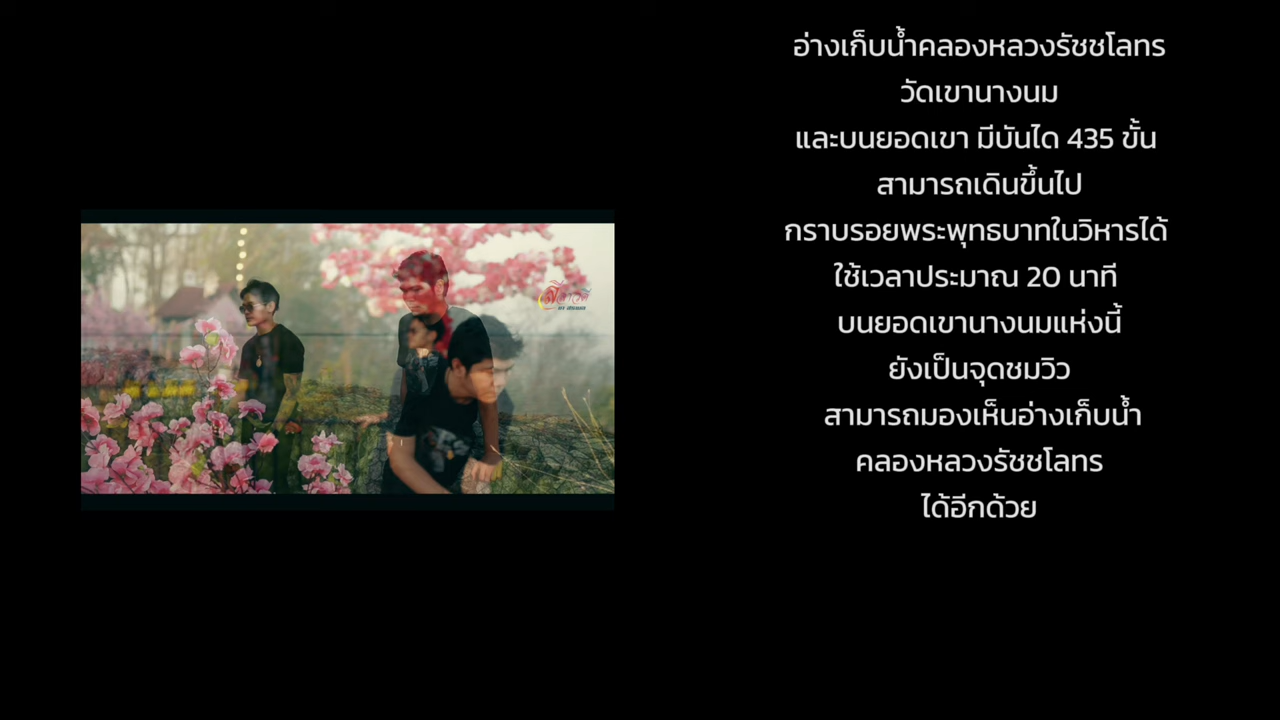 อ่างเก็บน้ำคลองหลวงรัชชโลทร
วัดเขานางนม
และบนยอดเขา มีบันได 435 ขั้น
สามารถเดินขึ้นไป
กราบรอยพระพุทธบาทในวิหารได้
ใช้เวลาประมาณ 20 นาที
บนยอดเขานางนมแห่งนี้
ยังเป็นจุดชมวิว
สามารถมองเห็นอ่างเก็บน้ำ
คลองหลวงรัชชโลทร
ได้อีกด้วย